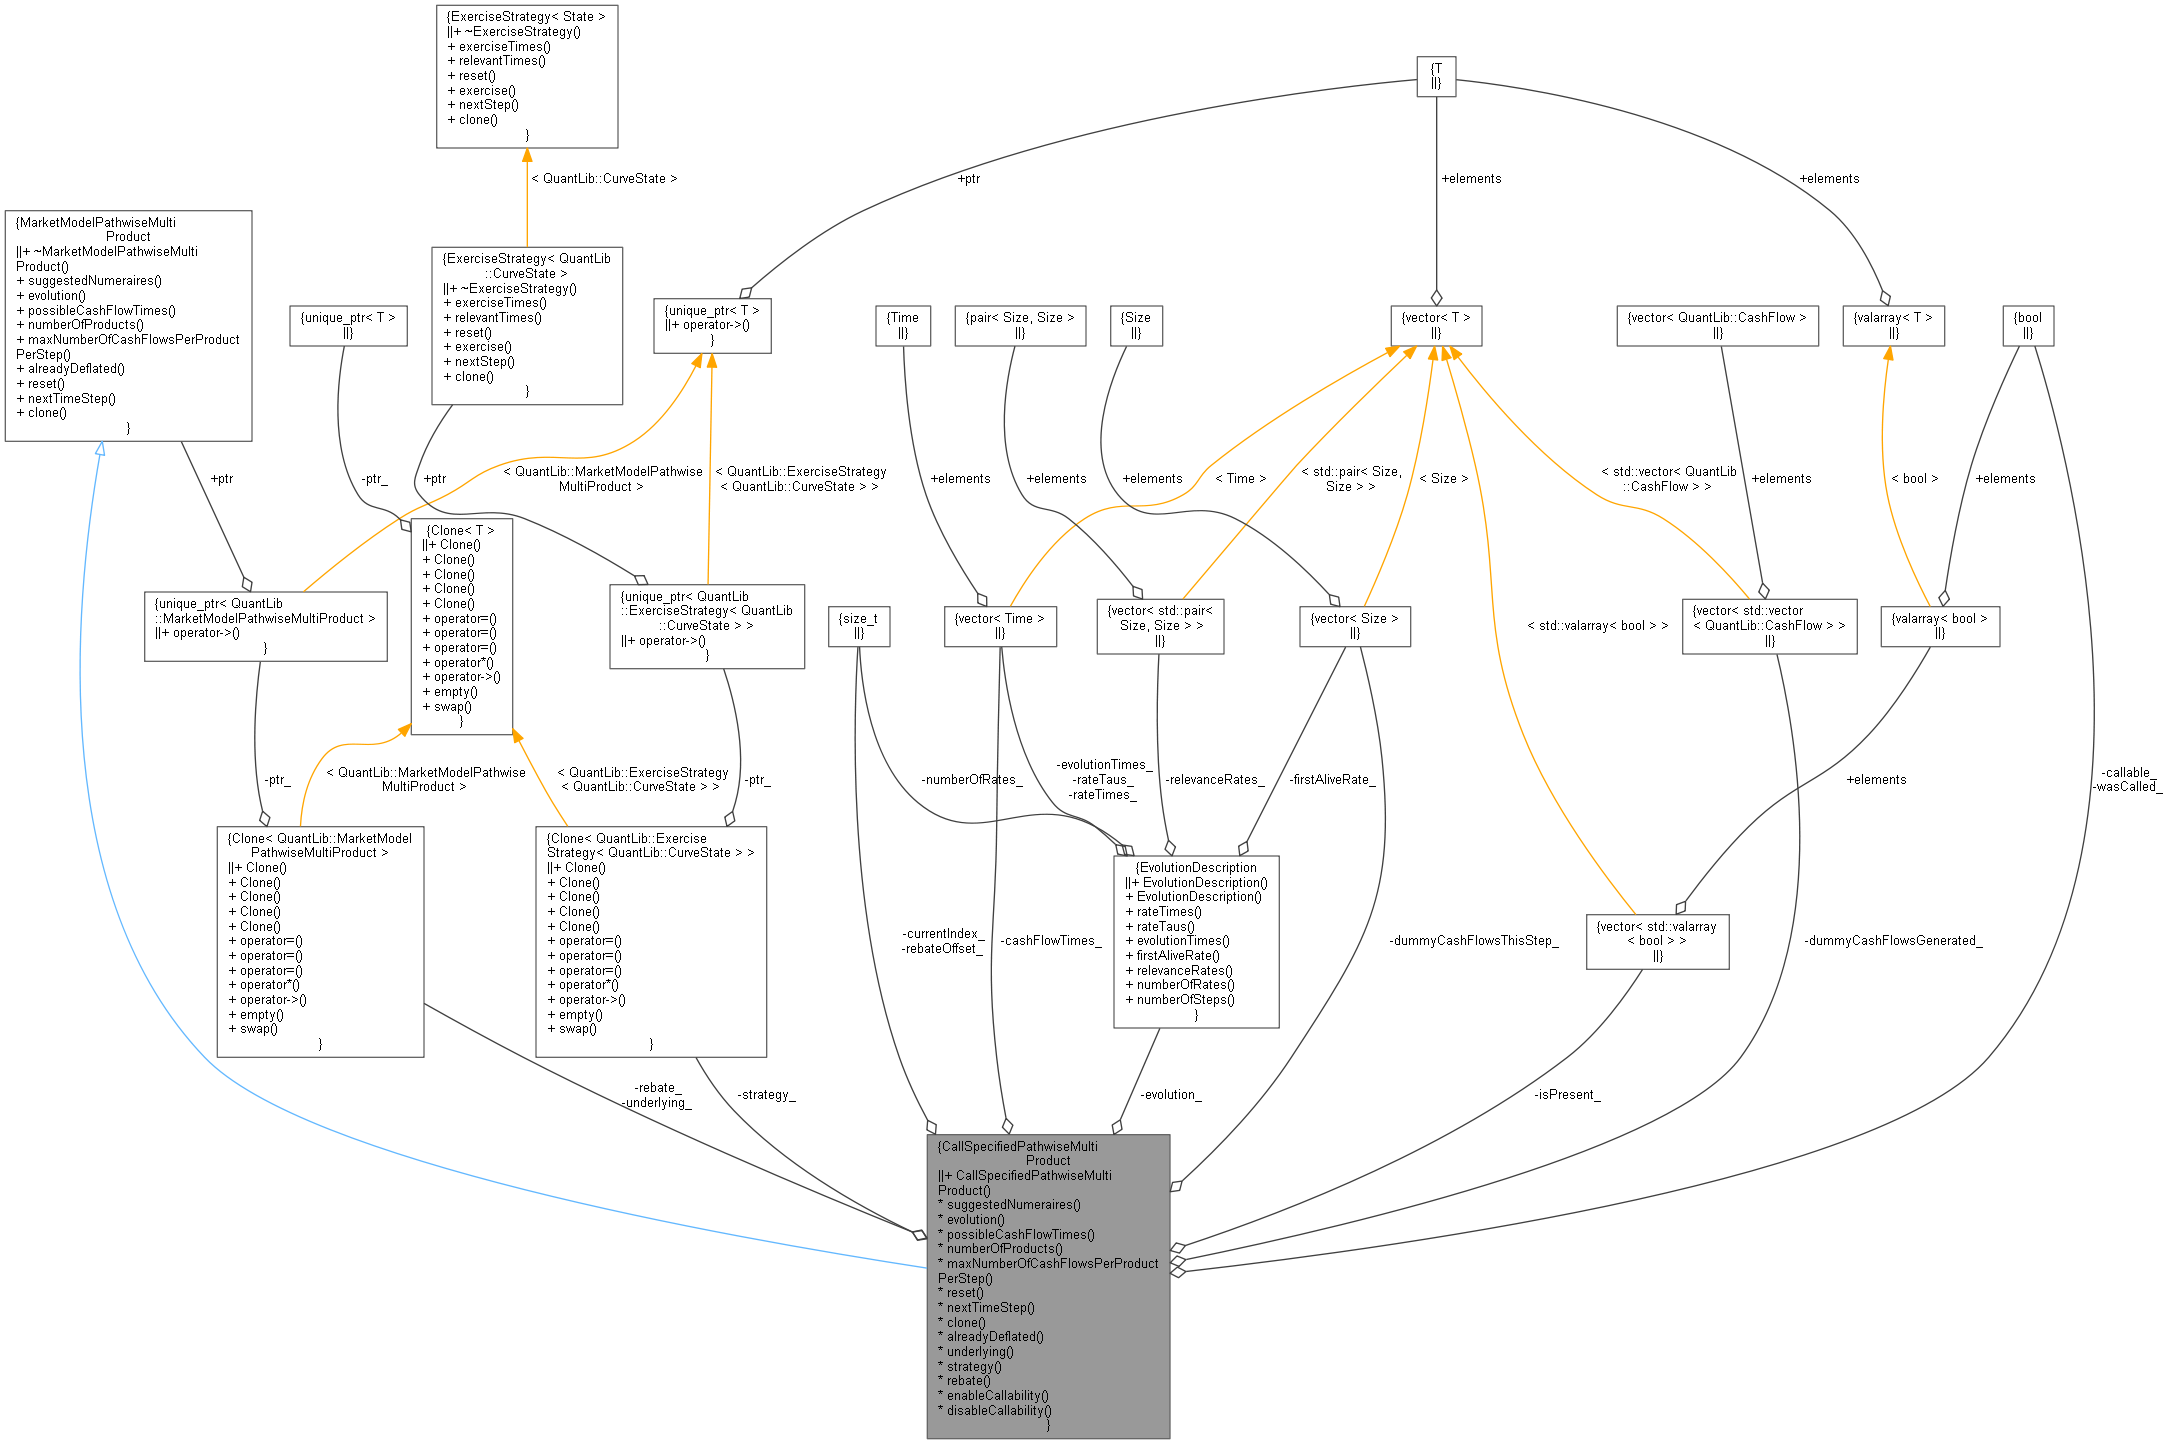 {ExerciseStrategy< State >
||+ ~ExerciseStrategy()
+ exerciseTimes()
+ relevantTimes()
+ reset()
+ exercise()
+ nextStep()
+ clone()
}
{T
||}
< QuantLib::CurveState >
+ptr
+elements
+elements
{MarketModelPathwiseMulti
Product
||+ ~MarketModelPathwiseMulti
Product()
+ suggestedNumeraires()
+ evolution()
+ possibleCashFlowTimes()
+ numberOfProducts()
+ maxNumberOfCashFlowsPerProduct
PerStep()
+ alreadyDeflated()
+ reset()
+ nextTimeStep()
+ clone()
}
{unique_ptr< T >
||}
{ExerciseStrategy< QuantLib
::CurveState >
||+ ~ExerciseStrategy()
+ exerciseTimes()
+ relevantTimes()
+ reset()
+ exercise()
+ nextStep()
+ clone()
}
{unique_ptr< T >
||+ operator->()
}
{Time
||}
{pair< Size, Size >
||}
{Size
||}
{vector< T >
||}
{vector< QuantLib::CashFlow >
||}
{valarray< T >
||}
{bool
||}
+ptr
-ptr_
+ptr
< QuantLib::MarketModelPathwise
MultiProduct >
< QuantLib::ExerciseStrategy
< QuantLib::CurveState > >
+elements
+elements
+elements
< Time >
< std::pair< Size,
Size > >
< Size >
< std::vector< QuantLib
::CashFlow > >
+elements
< bool >
+elements
{unique_ptr< QuantLib
::MarketModelPathwiseMultiProduct >
||+ operator->()
}
{Clone< T >
||+ Clone()
+ Clone()
+ Clone()
+ Clone()
+ Clone()
+ operator=()
+ operator=()
+ operator=()
+ operator*()
+ operator->()
+ empty()
+ swap()
}
{unique_ptr< QuantLib
::ExerciseStrategy< QuantLib
::CurveState > >
||+ operator->()
}
{size_t
||}
{vector< Time >
||}
{vector< std::pair<
Size, Size > >
||}
{vector< Size >
||}
< std::valarray< bool > >
{vector< std::vector
< QuantLib::CashFlow > >
||}
{valarray< bool >
||}
-ptr_
< QuantLib::MarketModelPathwise
MultiProduct >
< QuantLib::ExerciseStrategy
< QuantLib::CurveState > >
-ptr_
-numberOfRates_
-evolutionTimes_
-rateTaus_
-rateTimes_
-relevanceRates_
-firstAliveRate_
+elements
-callable_
-wasCalled_
{Clone< QuantLib::MarketModel
PathwiseMultiProduct >
||+ Clone()
+ Clone()
+ Clone()
+ Clone()
+ Clone()
+ operator=()
+ operator=()
+ operator=()
+ operator*()
+ operator->()
+ empty()
+ swap()
}
{Clone< QuantLib::Exercise
Strategy< QuantLib::CurveState > >
||+ Clone()
+ Clone()
+ Clone()
+ Clone()
+ Clone()
+ operator=()
+ operator=()
+ operator=()
+ operator*()
+ operator->()
+ empty()
+ swap()
}
-currentIndex_
-rebateOffset_
-cashFlowTimes_
{EvolutionDescription
||+ EvolutionDescription()
+ EvolutionDescription()
+ rateTimes()
+ rateTaus()
+ evolutionTimes()
+ firstAliveRate()
+ relevanceRates()
+ numberOfRates()
+ numberOfSteps()
}
-dummyCashFlowsThisStep_
{vector< std::valarray
< bool > >
||}
-dummyCashFlowsGenerated_
-rebate_
-underlying_
-strategy_
-evolution_
-isPresent_
{CallSpecifiedPathwiseMulti
Product
||+ CallSpecifiedPathwiseMulti
Product()
* suggestedNumeraires()
* evolution()
* possibleCashFlowTimes()
* numberOfProducts()
* maxNumberOfCashFlowsPerProduct
PerStep()
* reset()
* nextTimeStep()
* clone()
* alreadyDeflated()
* underlying()
* strategy()
* rebate()
* enableCallability()
* disableCallability()
}